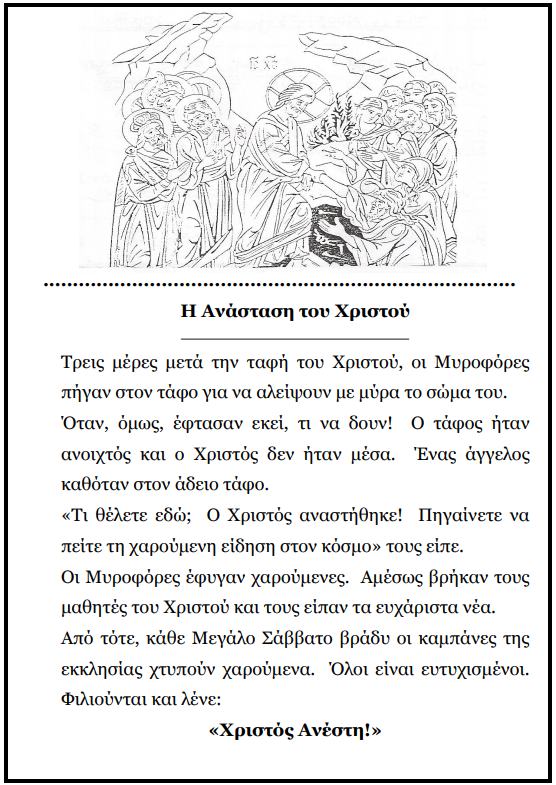 Η Ανάσταση του Χριστού
Τρεις μέρες μετά την ταφή του Χριστού, οι Μυροφόρες
πήγαν στον τάφο για να αλείψουν με μύρα το σώμα του.
Όταν, όμως, έφτασαν εκεί, τι να δουν! Ο τάφος ήταν
ανοιχτός και ο Χριστός δεν ήταν μέσα. Ένας άγγελος
καθόταν στον άδειο τάφο.
«Τι θέλετε εδώ; Ο Χριστός αναστήθηκε! Πηγαίνετε να
πείτε τη χαρούμενη είδηση στον κόσμο» τους είπε.
Οι Μυροφόρες έφυγαν χαρούμενες. Αμέσως βρήκαν τους
μαθητές του Χριστού και τους είπαν τα ευχάριστα νέα.
Από τότε, κάθε Μεγάλο Σάββατο βράδυ οι καμπάνες της
εκκλησίας χτυπούν χαρούμενα. Όλοι είναι ευτυχισμένοι.
Φιλιούνται και λένε:
«Χριστός Ανέστη!»